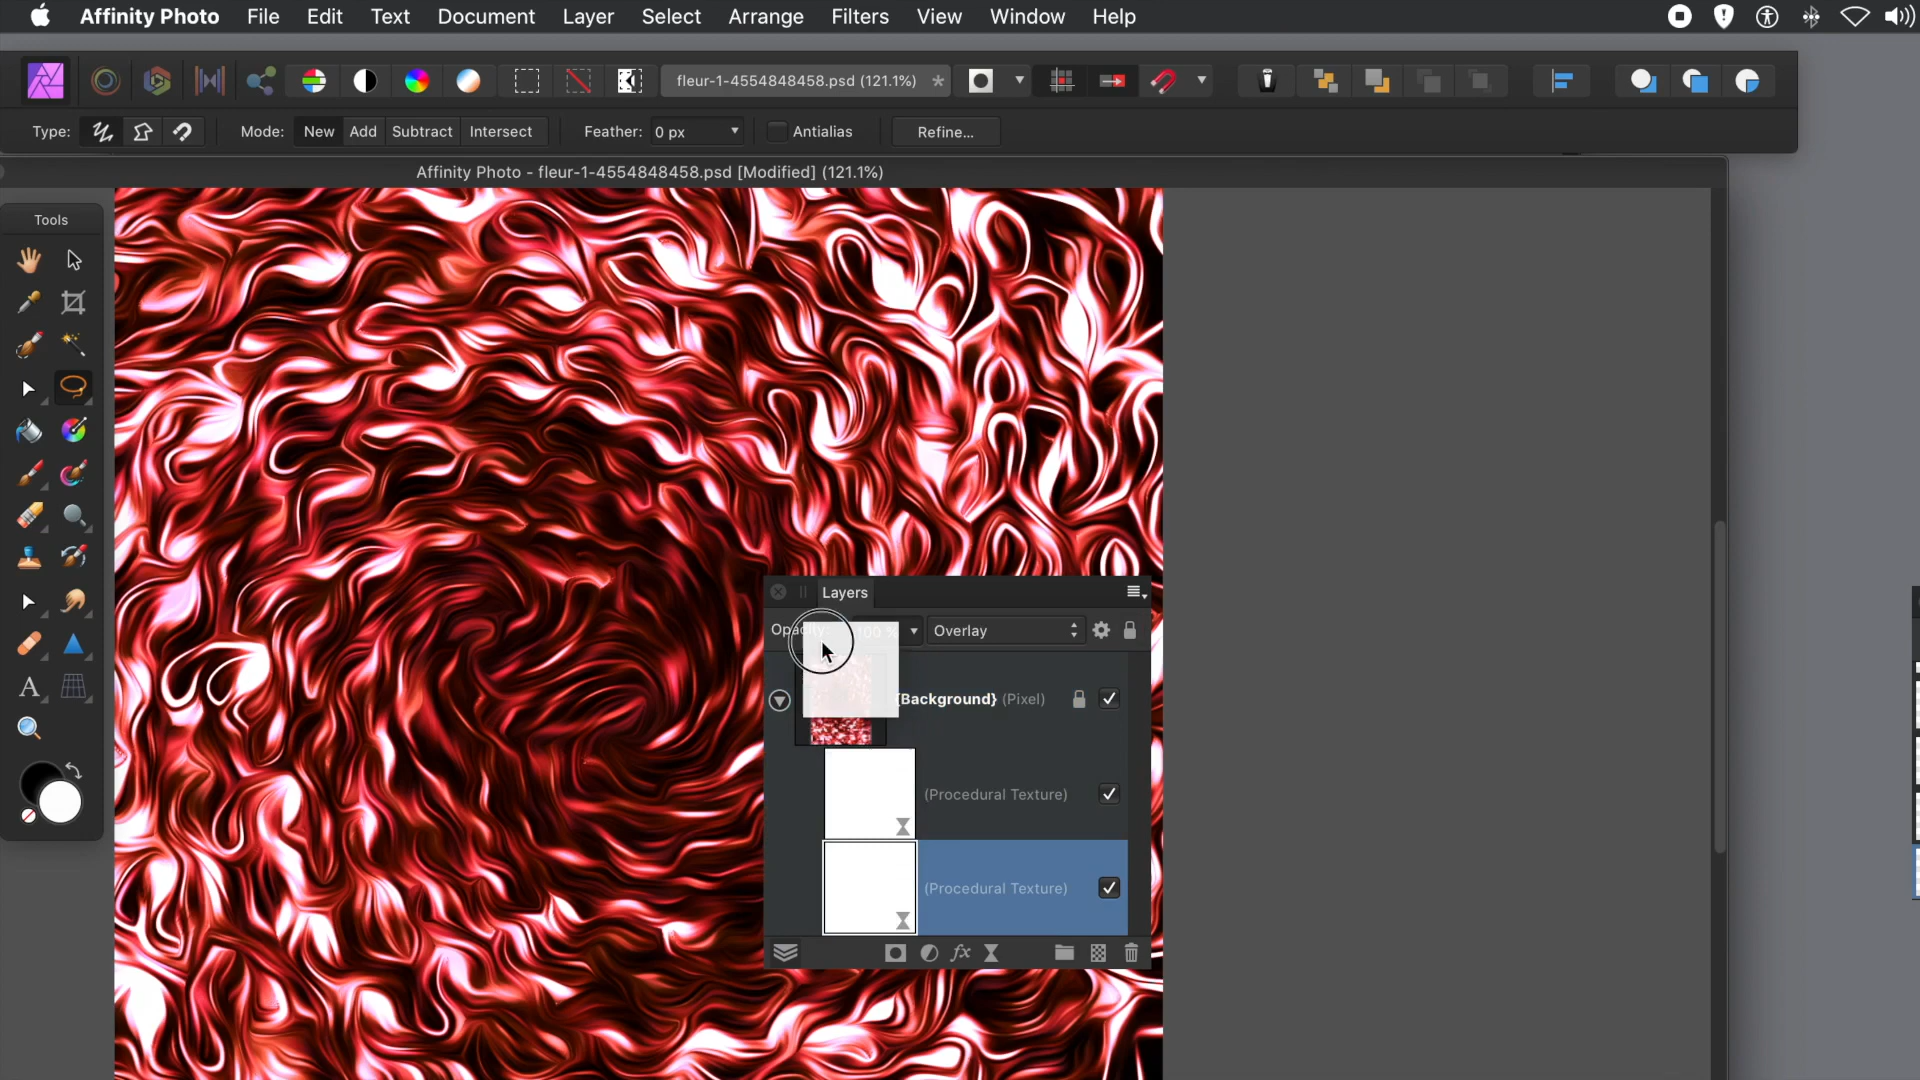 Affinity Photo File Edit Text Document Layer Select Arrange Filters View Window Help
fleur-1-4554848458.psd (121.1%) *
Type: Mode: New Add Subtract Intersect Feather: 0 px Antialias Refine...
Affinity Photo - fleur-1-4554848458.psd [Modified] (121.1%)
Tools
Layers
Opacity: 100 % Overlay
{Background} (Pixel)
(Procedural Texture)
(Procedural Texture)